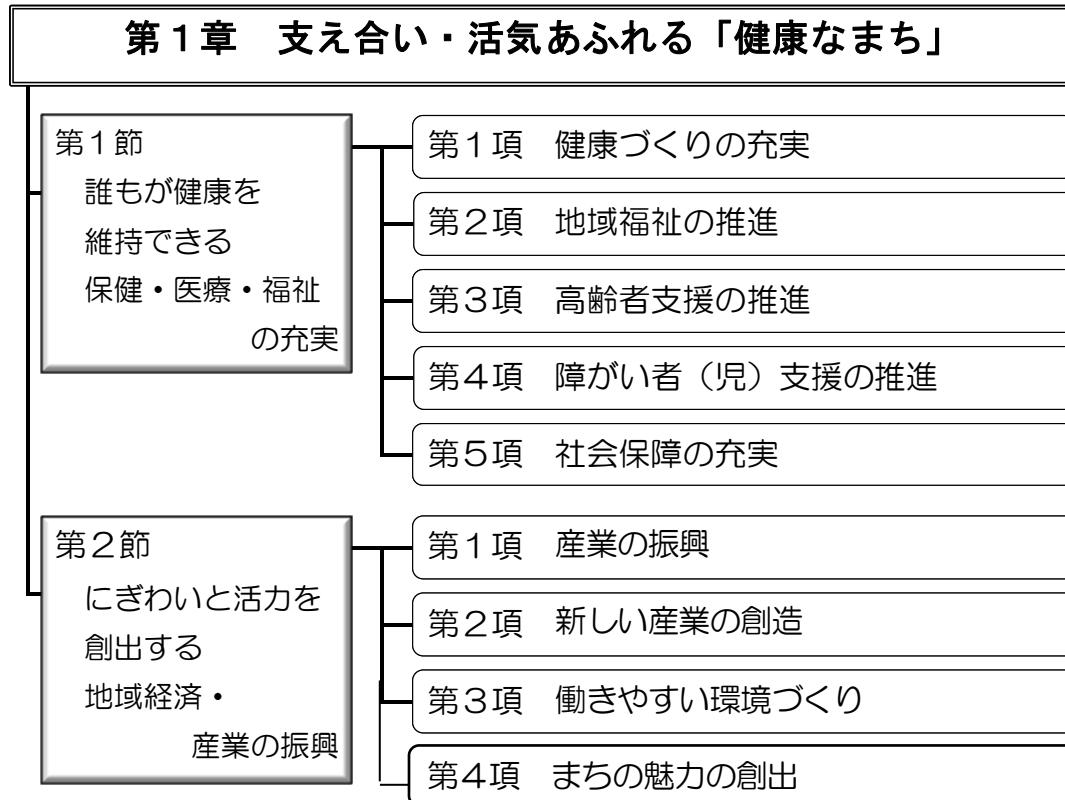 第１章　支え合い・活気あふれる「健康なまち」
第１節
誰もが健康を
維持できる
保健・医療・福祉
の充実
第１項　健康づくりの充実
第２項　地域福祉の推進
第３項　高齢者支援の推進
第４項　障がい者（児）支援の推進
第５項　社会保障の充実
第２節
にぎわいと活力を
創出する
地域経済・
産業の振興
第１項　産業の振興
第２項　新しい産業の創造
第３項　働きやすい環境づくり
第４項　まちの魅力の創出